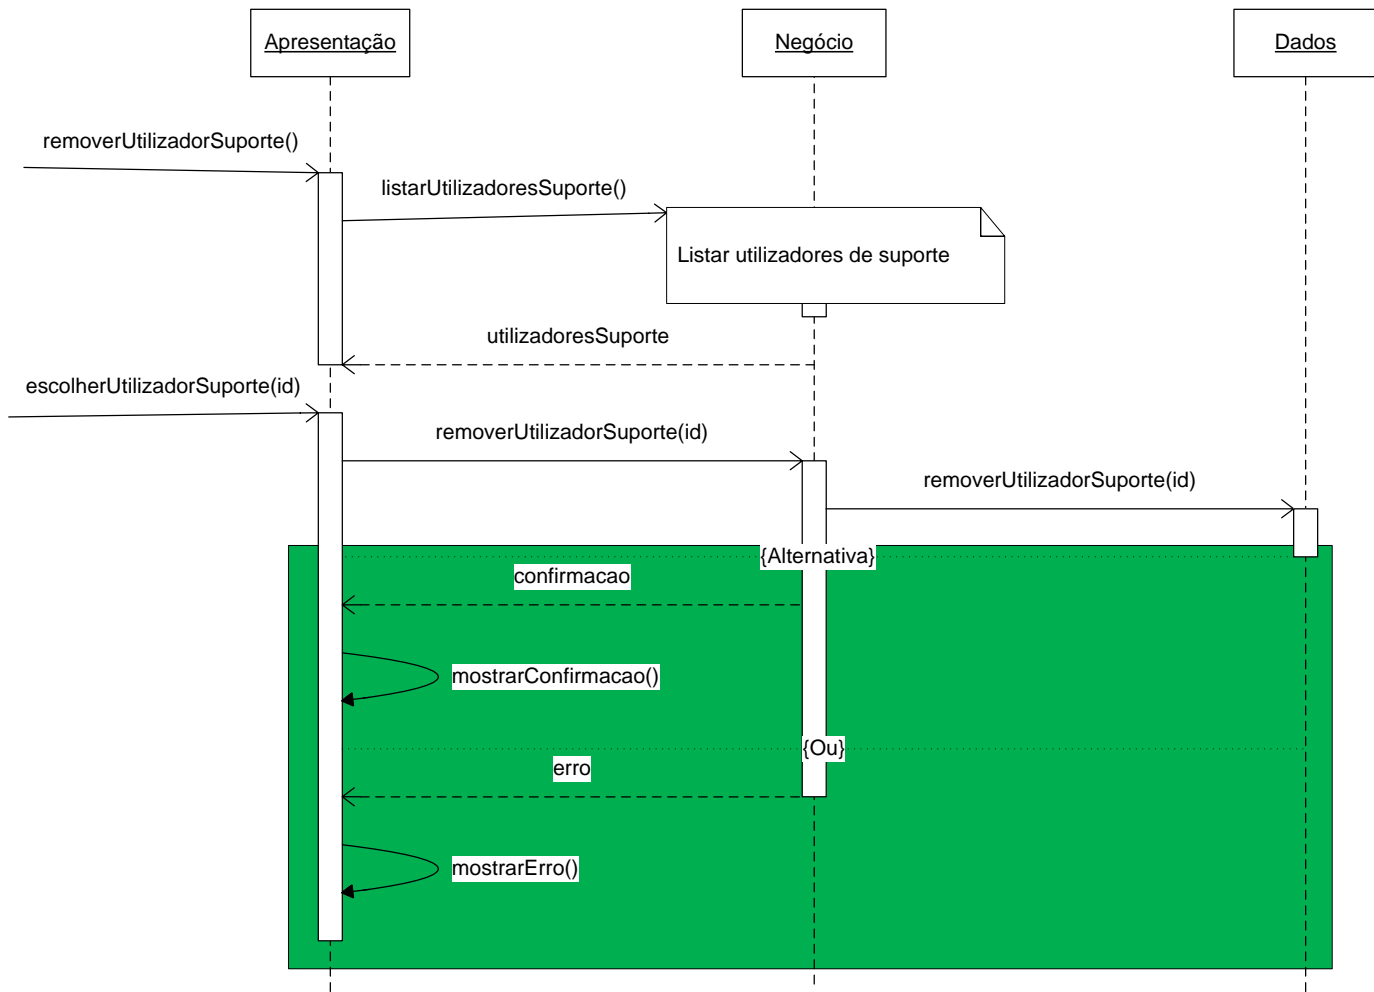 Apresentação
Negócio
Dados
removerUtilizadorSuporte()
listarUtilizadoresSuporte()
Listar utilizadores de suporte
utilizadoresSuporte
escolherUtilizadorSuporte(id)
removerUtilizadorSuporte(id)
removerUtilizadorSuporte(id)
{Alternativa}
confirmacao
mostrarConfirmacao()
{Ou}
erro
mostrarErro()